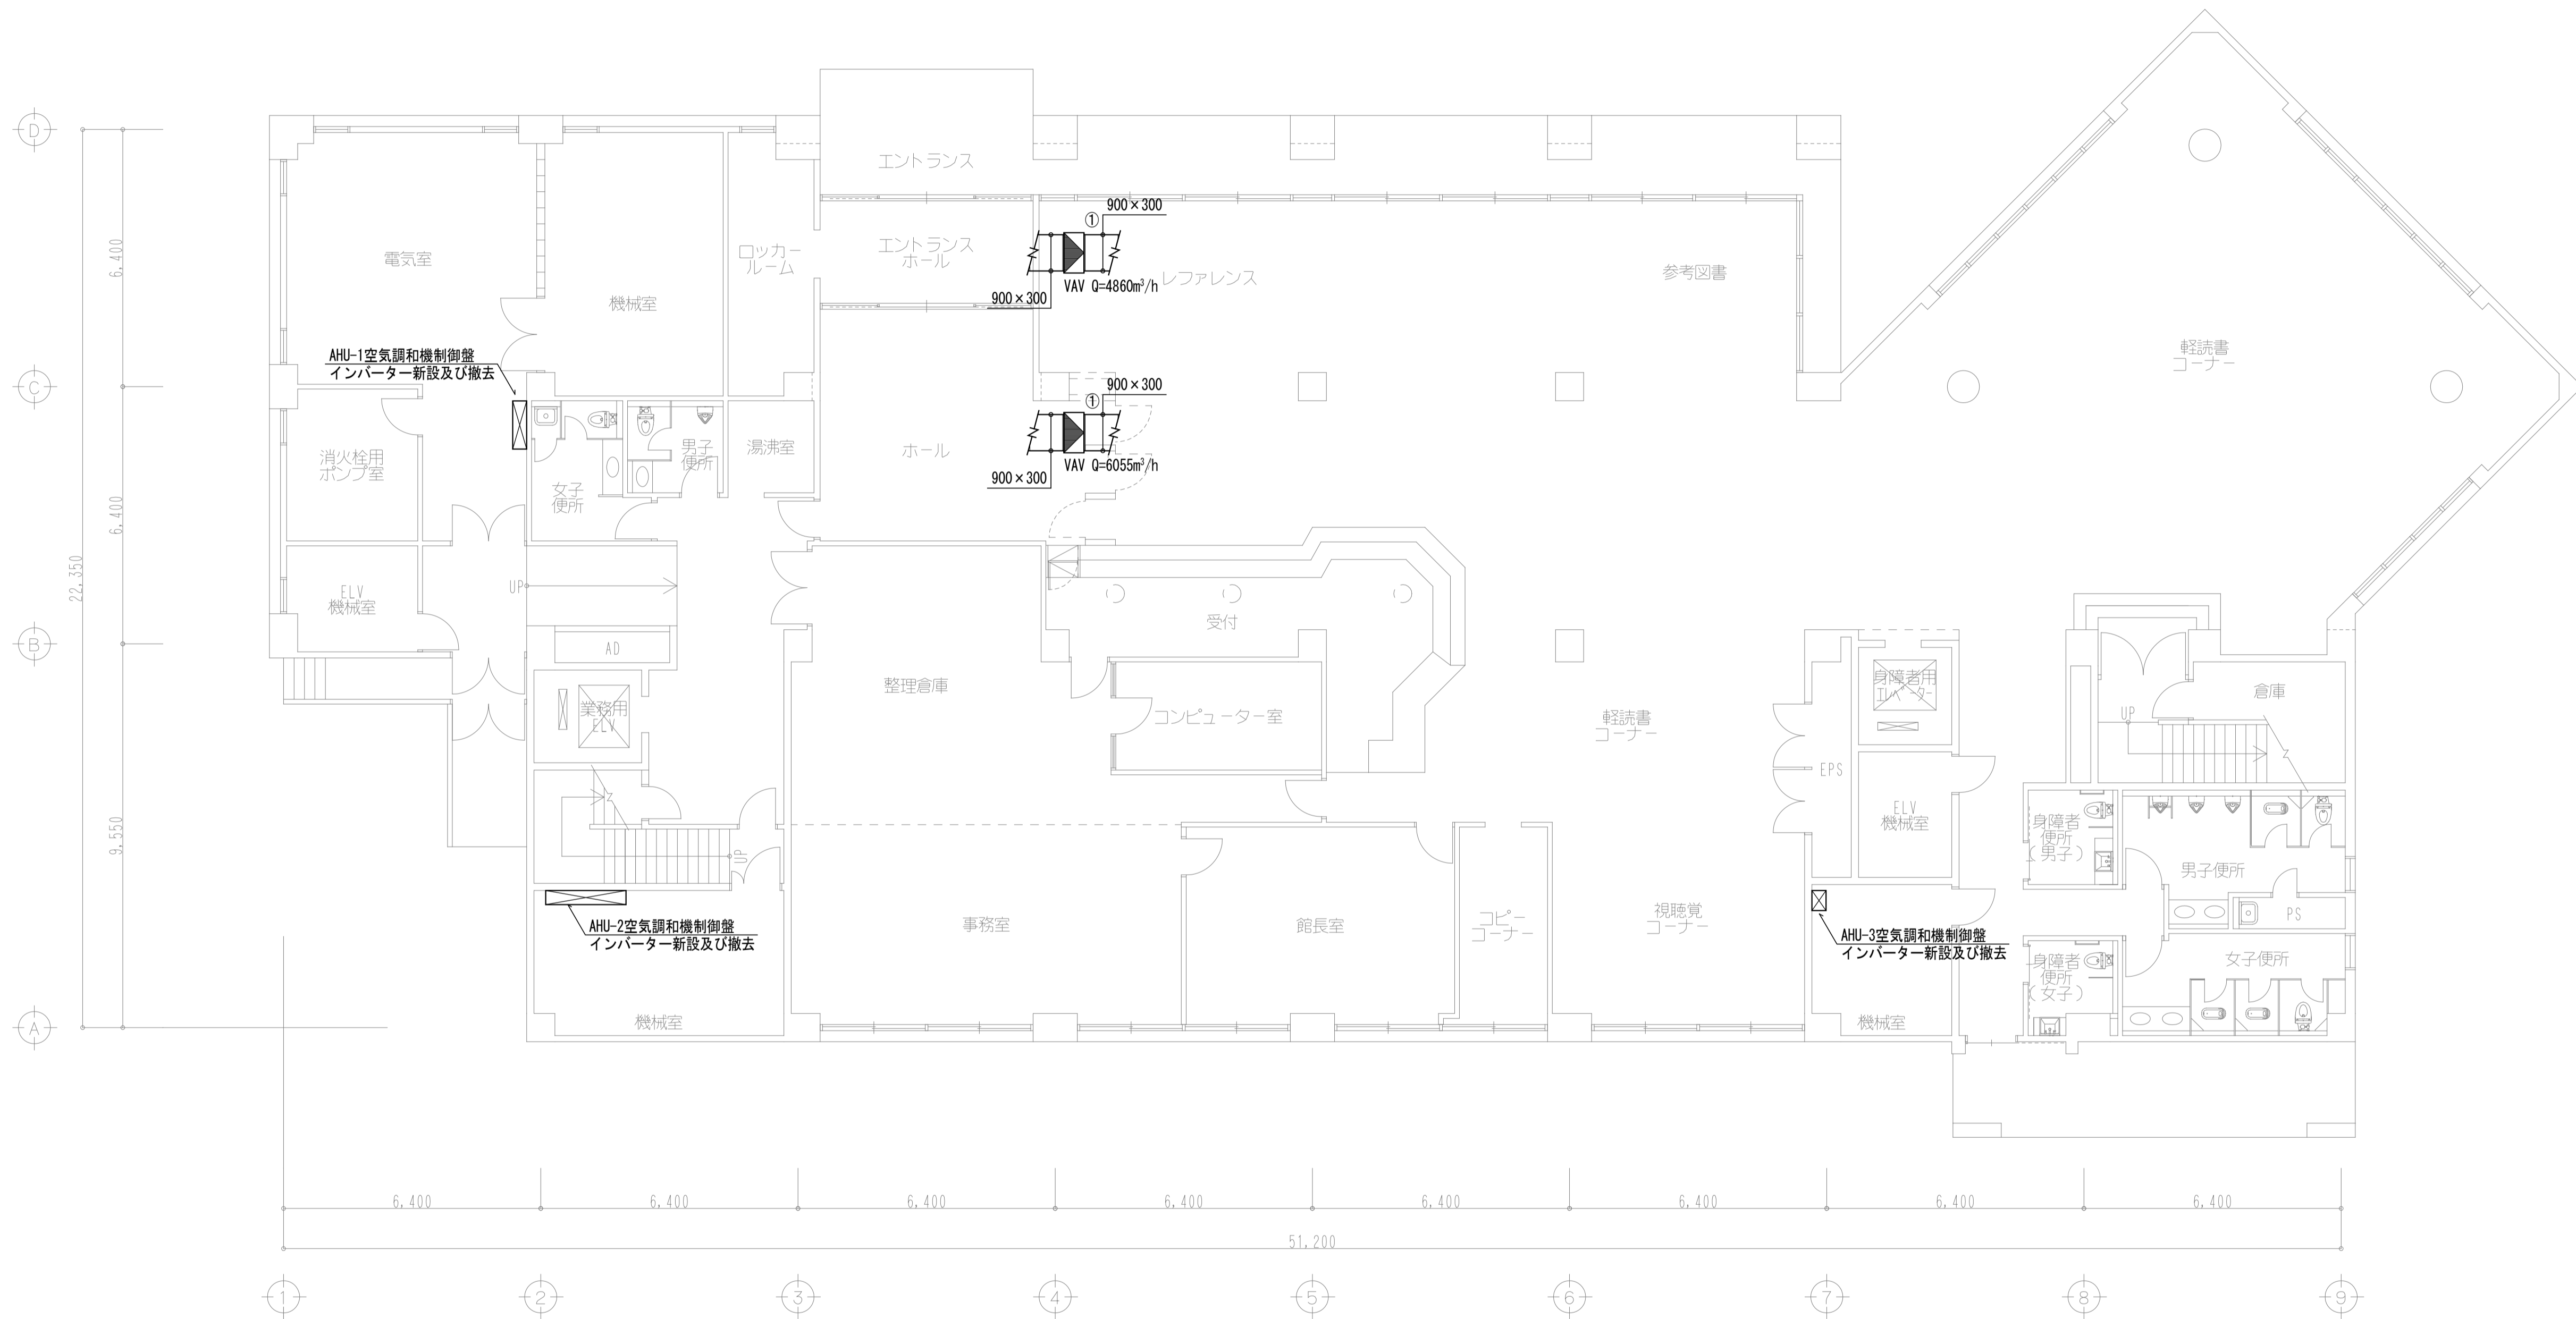 D
エントランス
900×300
①
6,400
電気室
ロッカー
ルーム
エントランス
ホール
参考図書
レファレンス
VAV Q=4860m³/h
900×300
機械室
軽読書
コーナー
AHU-1空気調和機制御盤
インバーター新設及び撤去
C
900×300
①
消火栓用
ポンプ室
男子
便所
湯沸室
ホール
VAV Q=6055m³/h
900×300
女子
便所
6,400
22,350
ELV
機械室
UP
受付
B
AD
整理倉庫
身障者用
エレベーター
倉庫
業務用
ELV
コンピューター室
軽読書
コーナー
UP
EPS
9,550
ELV
機械室
身障者
便所
(男子)
UP
男子便所
AHU-2空気調和機制御盤
インバーター新設及び撤去
事務室
館長室
コピー
コーナー
視聴覚
コーナー
AHU-3空気調和機制御盤
インバーター新設及び撤去
PS
身障者
便所
(女子)
女子便所
A
機械室
機械室
6,400
6,400
6,400
6,400
6,400
6,400
6,400
6,400
51,200
1
2
3
4
5
6
7
8
9